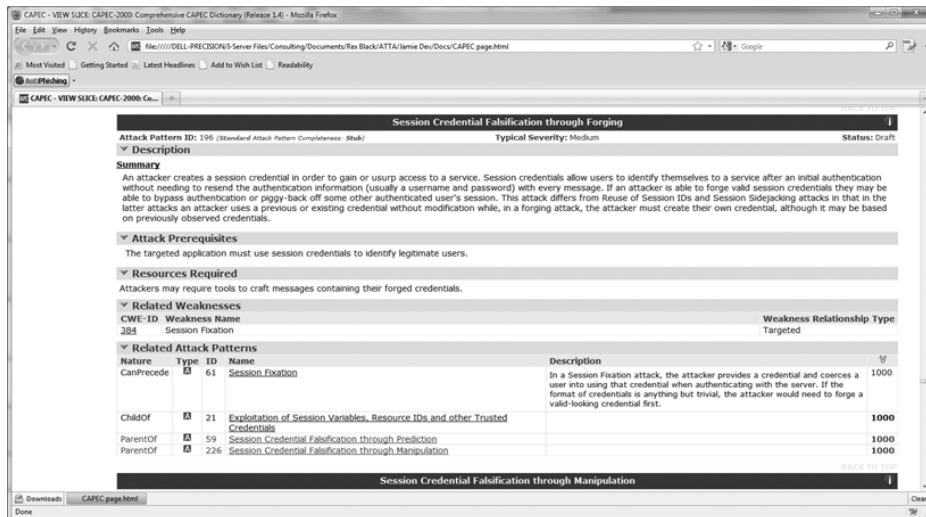 CAPEC - VIEW SLICE: CAPEC-2000: Comprehensive CAPEC Dictionary (Release 1.4) - Mozilla Firefox
File Edit View History Bookmarks Tools Help
file://///DELL-PRECISION/I-Server Files/Consulting/Documents/Rex Black/ATTA/Jamie Dev/Docs/CAPEC page.html
Google
Most Visited Getting Started Latest Headlines Add to Wish List Readability
AntiPhishing
CAPEC - VIEW SLICE: CAPEC-2000: Co...
BACK TO TOP
Session Credential Falsification through Forging
Attack Pattern ID: 196 (Standard Attack Pattern Completeness: Stub) Typical Severity: Medium Status: Draft
Description
Summary
An attacker creates a session credential in order to gain or usurp access to a service. Session credentials allow users to identify themselves to a service after an initial authentication
without needing to resend the authentication information (usually a username and password) with every message. If an attacker is able to forge valid session credentials they may be
able to bypass authentication or piggy-back off some other authenticated user's session. This attack differs from Reuse of Session IDs and Session Sidejacking attacks in that in the
latter attacks an attacker uses a previous or existing credential without modification while, in a forging attack, the attacker must create their own credential, although it may be based
on previously observed credentials.
Attack Prerequisites
The targeted application must use session credentials to identify legitimate users.
Resources Required
Attackers may require tools to craft messages containing their forged credentials.
Related Weaknesses
CWE-ID Weakness Name Weakness Relationship Type
384 Session Fixation Targeted
Related Attack Patterns
Nature Type ID Name Description
CanPrecede A 61 Session Fixation In a Session Fixation attack, the attacker provides a credential and coerces a 1000
user into using that credential when authenticating with the server. If the
format of credentials is anything but trivial, the attacker would need to forge a
valid-looking credential first.
ChildOf A 21 Exploitation of Session Variables, Resource IDs and other Trusted 1000
Credentials
ParentOf A 59 Session Credential Falsification through Prediction 1000
ParentOf A 226 Session Credential Falsification through Manipulation 1000
BACK TO TOP
Session Credential Falsification through Manipulation
Downloads CAPEC page.html Clear
Done